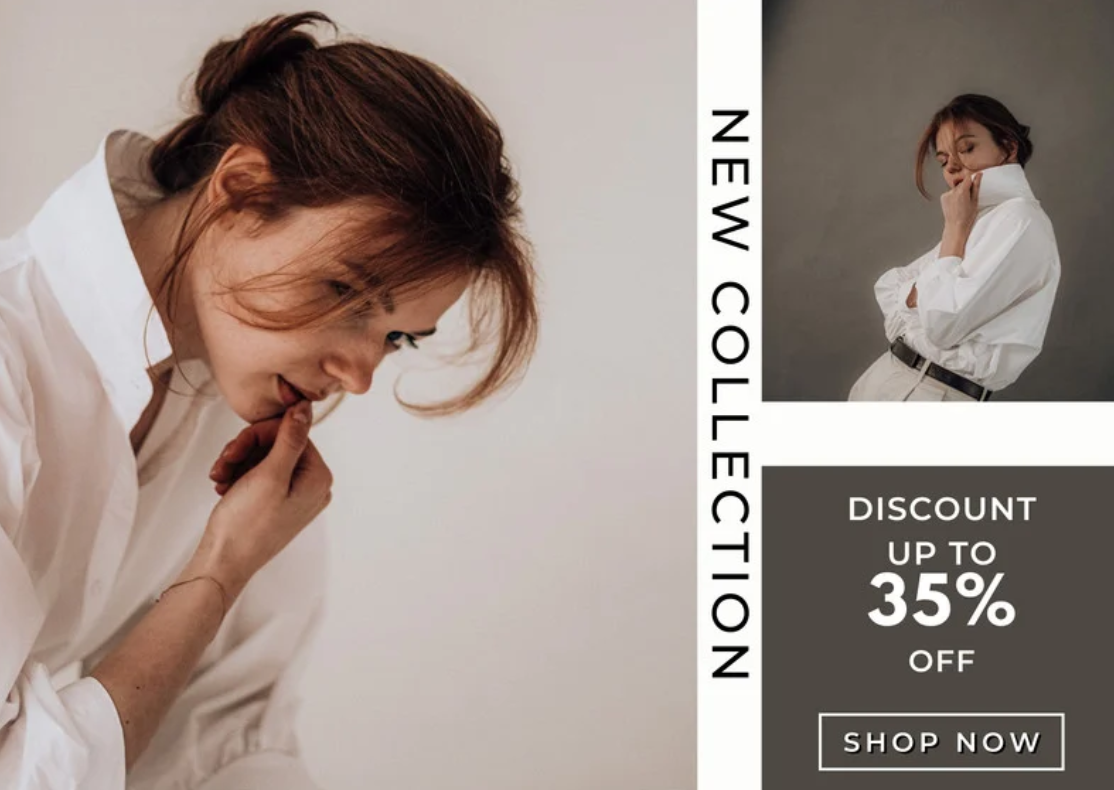 NEW COLLECTION
DISCOUNT
UP TO
35%
OFF
SHOP NOW